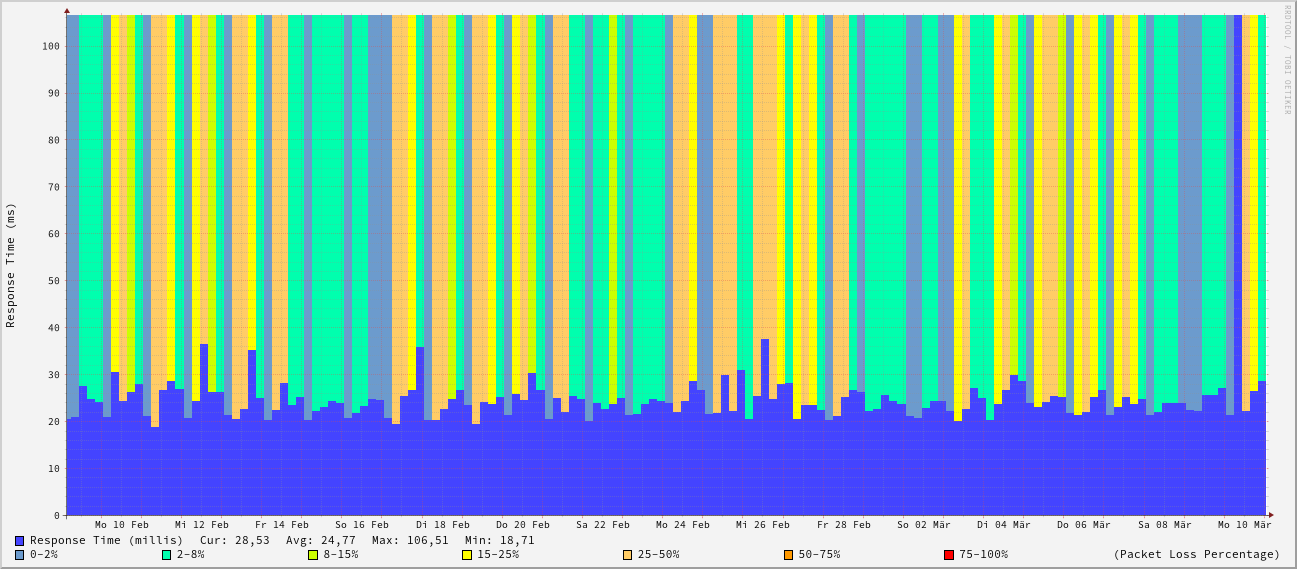 RRDTOOL / TOBI OETIKER
Response Time (ms)
100
90
80
70
60
50
40
30
20
10
0
Mo 10 Feb Mi 12 Feb Fr 14 Feb So 16 Feb Di 18 Feb Do 20 Feb Sa 22 Feb Mo 24 Feb Mi 26 Feb Fr 28 Feb So 02 Mär Di 04 Mär Do 06 Mär Sa 08 Mär Mo 10 Mär
Response Time (millis) Cur: 28,53 Avg: 24,77 Max: 106,51 Min: 18,71
0-2% 2-8% 8-15% 15-25% 25-50% 50-75% 75-100% (Packet Loss Percentage)